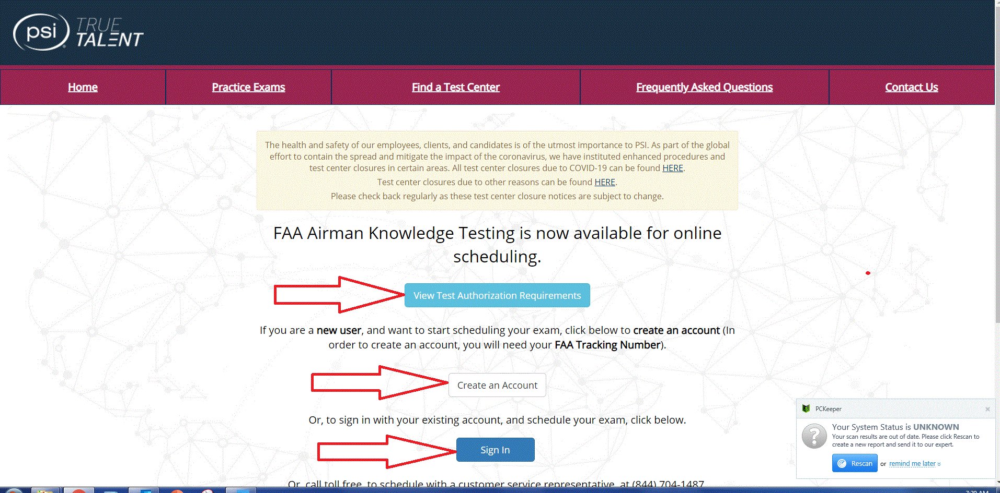 psi TRUE
TALENT
Home
Practice Exams
Find a Test Center
Frequently Asked Questions
Contact Us
The health and safety of our employees, clients, and candidates is of the utmost importance to PSI. As part of the global
effort to contain the spread and mitigate the impact of the coronavirus, we have instituted enhanced procedures and
test center closures in certain areas. All test center closures due to COVID-19 can be found HERE.
Test center closures due to other reasons can be found HERE.
Please check back regularly as these test center closure notices are subject to change.
FAA Airman Knowledge Testing is now available for online
scheduling.
View Test Authorization Requirements
If you are a new user, and want to start scheduling your exam, click below to create an account (In
order to create an account, you will need your FAA Tracking Number).
Create an Account
Or, to sign in with your existing account, and schedule your exam, click below.
Sign In
Or, call toll free, to schedule with a customer service representative, at (844) 704-1487
PCKeeper
Your System Status is UNKNOWN
Your scan results are out of date. Please click Rescan to
create a new report and send it to our expert.
Rescan or remind me later